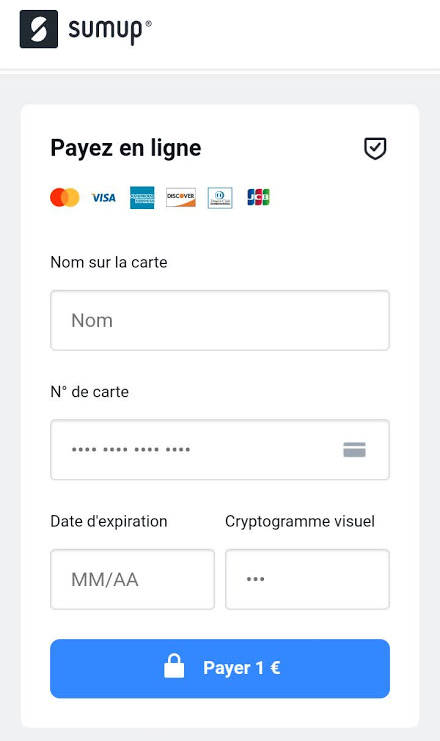 sumup®
Payez en ligne
VISA
DISCOVER
JCB
Nom sur la carte
Nom
N° de carte
•••• •••• •••• ••••
Date d'expiration Cryptogramme visuel
MM/AA •••
Payer 1 €